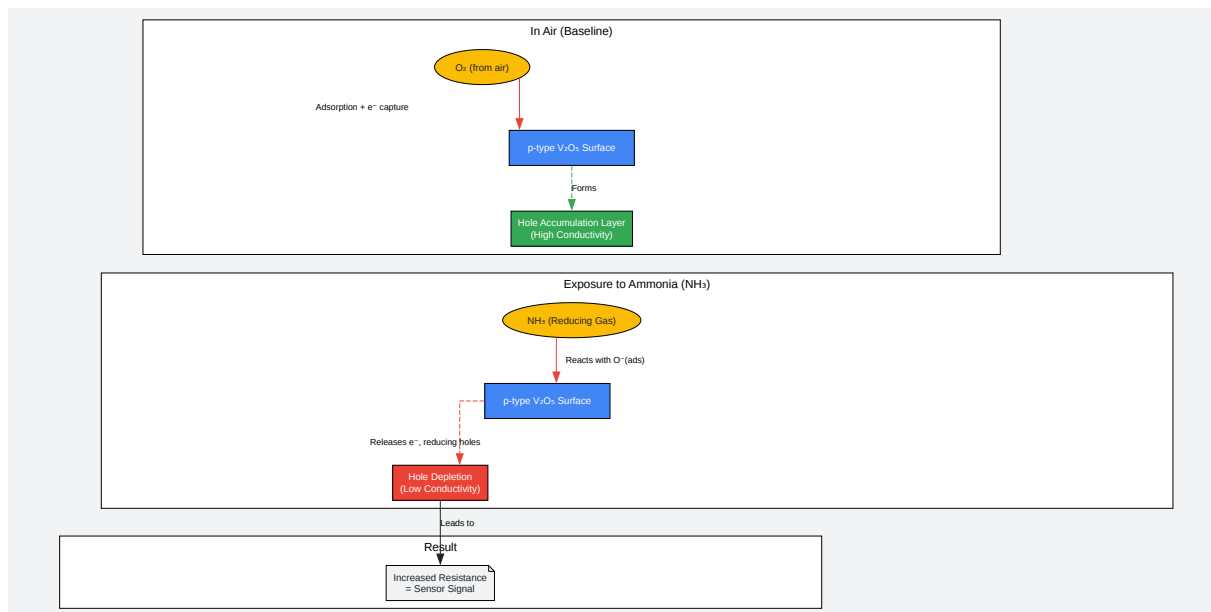 In Air (Baseline)
O₂ (from air)
Adsorption + e⁻ capture
p-type V₂O₅ Surface
Forms
Hole Accumulation Layer
(High Conductivity)
Exposure to Ammonia (NH₃)
NH₃ (Reducing Gas)
Reacts with O⁻(ads)
p-type V₂O₅ Surface
Releases e⁻, reducing holes
Hole Depletion
(Low Conductivity)
Leads to
Result
Increased Resistance
= Sensor Signal